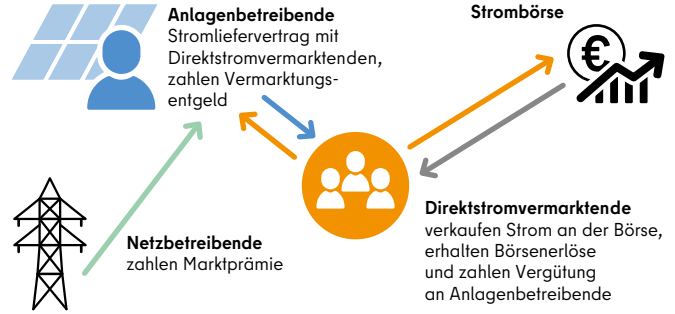 Anlagenbetreibende
Stromliefervertrag mit
Direktstromvermarktenden,
zahlen Vermarktungs-
entgeld
Strombörse
€
Netzbetreibende
zahlen Marktprämie
Direktstromvermarktende
verkaufen Strom an der Börse,
erhalten Börsenerlöse
und zahlen Vergütung
an Anlagenbetreibende